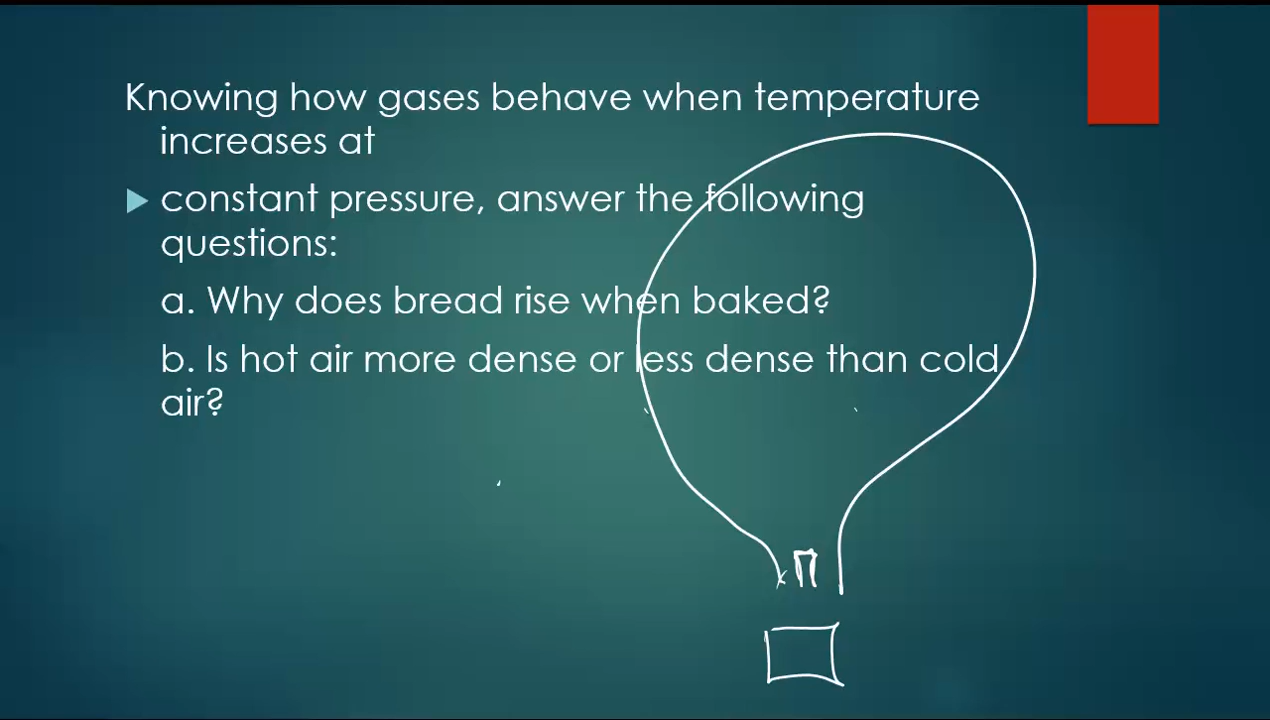 Knowing how gases behave when temperature
increases at
constant pressure, answer the following
questions:
a. Why does bread rise when baked?
b. Is hot air more dense or less dense than cold
air?